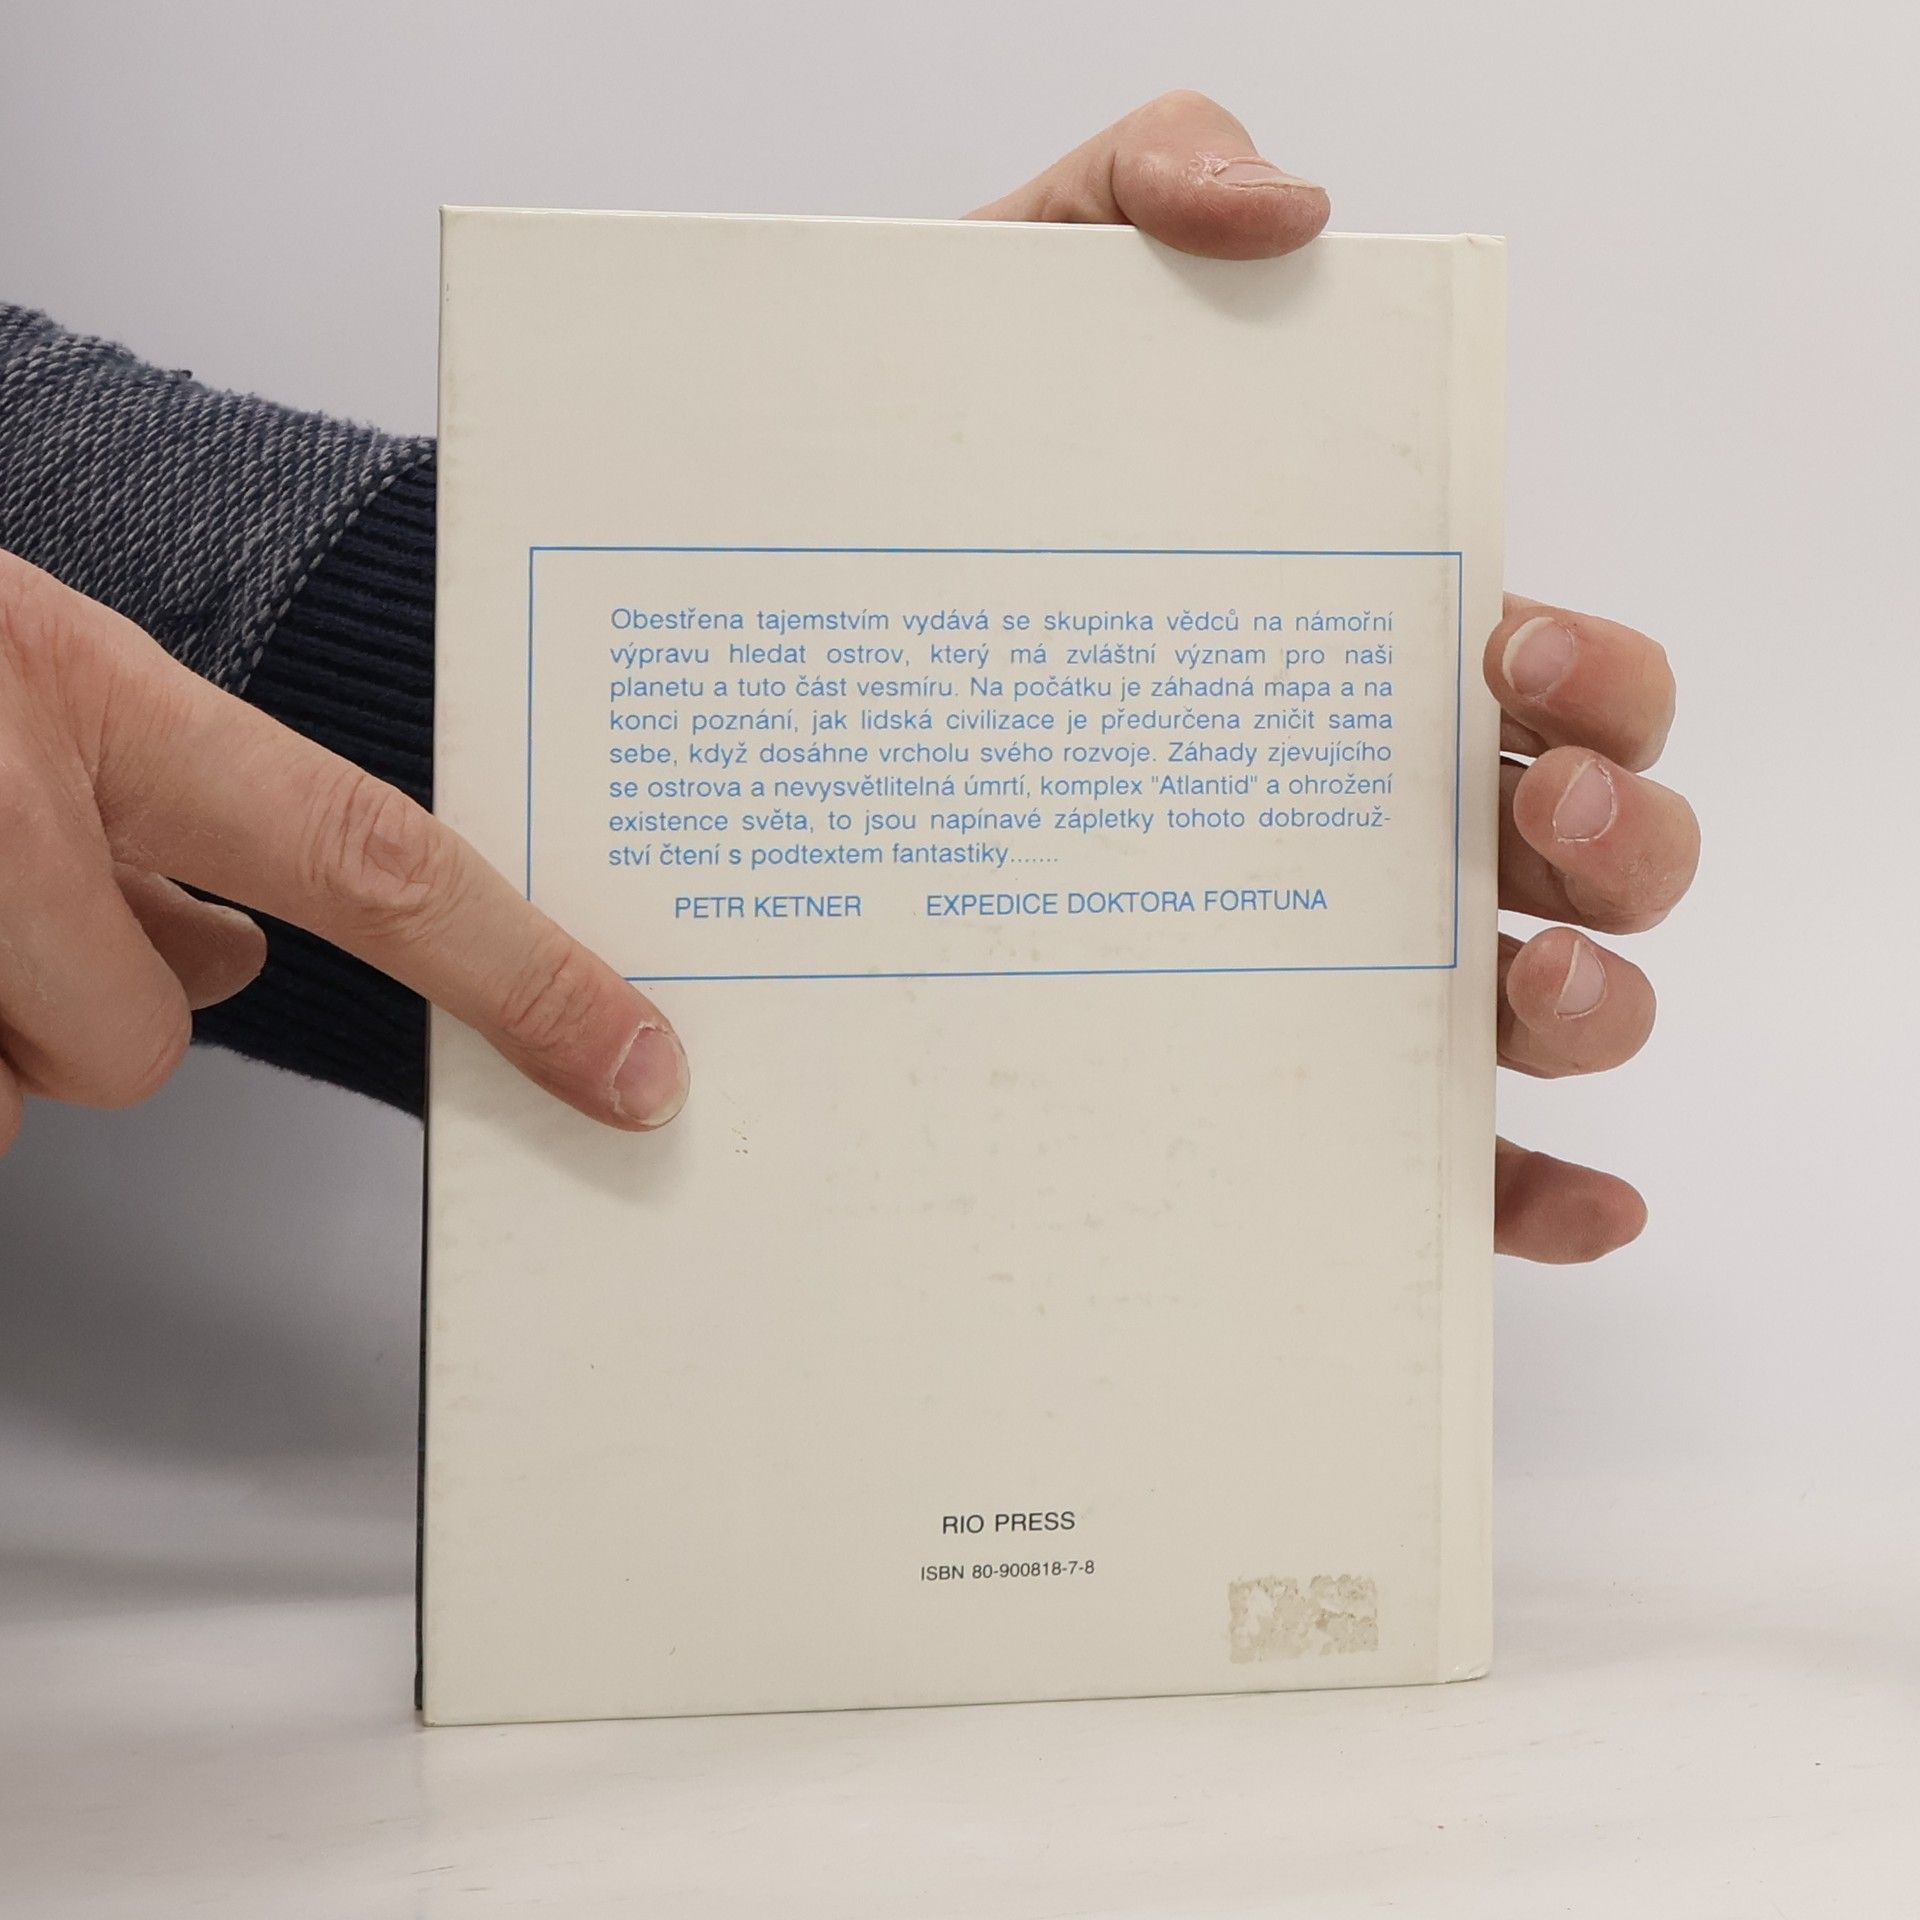 Obestřena tajemstvím vydává se skupinka vědců na námořní
výpravu hledat ostrov, který má zvláštní význam pro naši
planetu a tuto část vesmíru. Na počátku je záhadná mapa a na
konci poznání, jak lidská civilizace je předurčena zničit sama
sebe, když dosáhne vrcholu svého rozvoje. Záhady zjevujícího
se ostrova a nevysvětlitelná úmrtí, komplex "Atlantid" a ohrožení
existence světa, to jsou napínavé zápletky tohoto dobrodruž-
ství čtení s podtextem fantastiky.......
PETR KETNER EXPEDICE DOKTORA FORTUNA
RIO PRESS
ISBN 80-900818-7-8